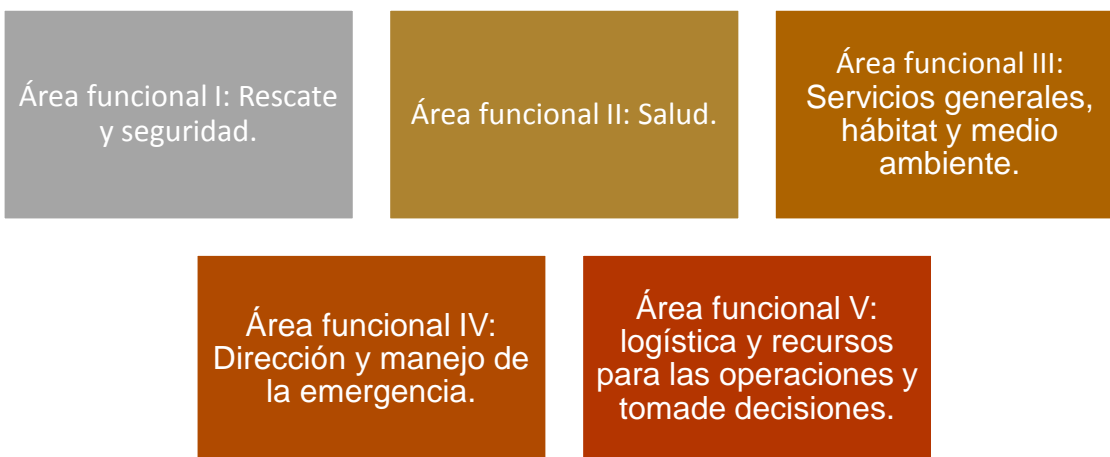 Área funcional I: Rescate
y seguridad.
Área funcional II: Salud.
Área funcional III:
Servicios generales,
hábitat y medio
ambiente.
Área funcional IV:
Dirección y manejo de
la emergencia.
Área funcional V:
logística y recursos
para las operaciones y
tomade decisiones.